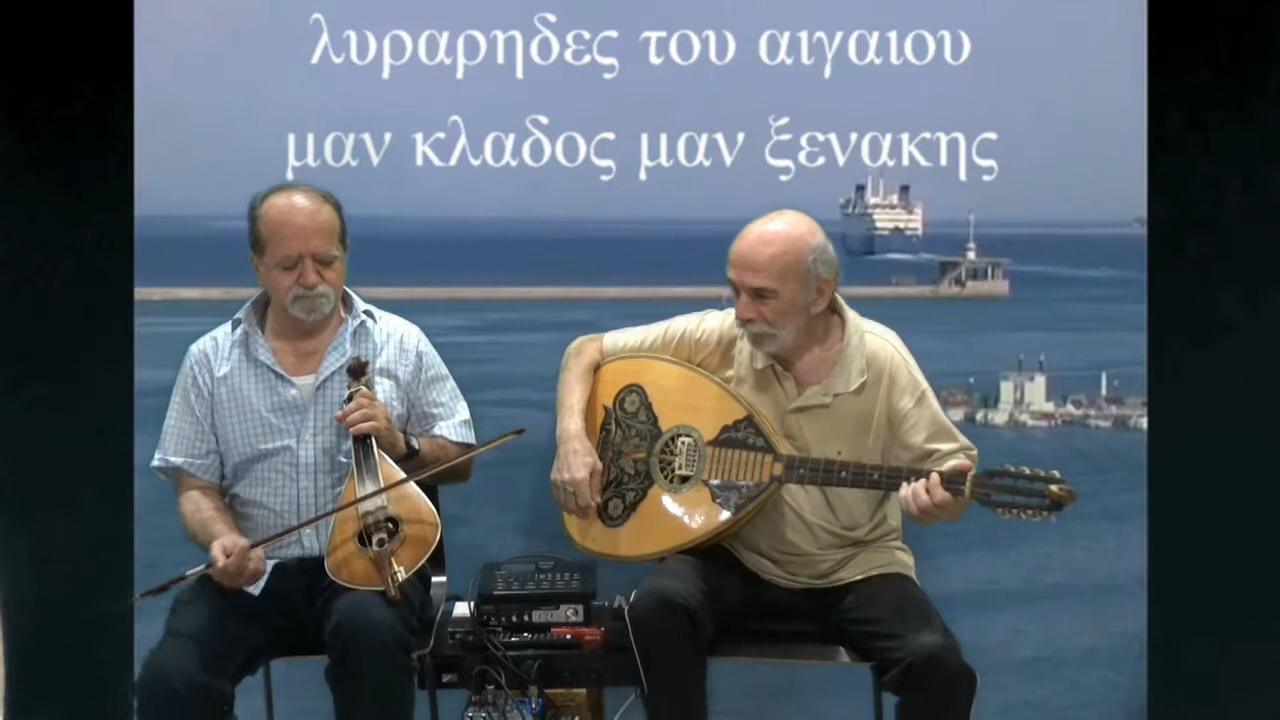 λυραρηδες του αιγαιου
μαν κλαδος μαν ξενακης